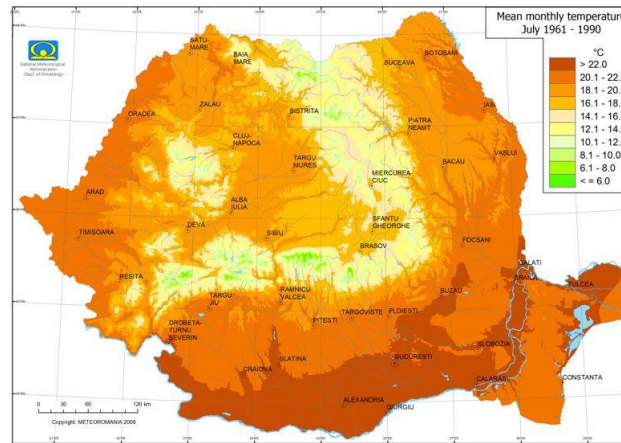 Mean monthly temperature
July 1961 - 1990
National Meteorological
Administration
Dept. of Climatology
°C
> 22.0
20.1 - 22.
18.1 - 20.
16.1 - 18.
14.1 - 16.
12.1 - 14.
10.1 - 12.
8.1 - 10.
6.1 - 8.0
< = 6.0
BATU-
MARE
BAIA
MARE
SUCEAVA
BOTOSANI
ORADEA
ZALAU
BISTRITA
IASI
PIATRA
NEAMT
CLUJ-
NAPOCA
TARGU
MURES
BACAU
VASLUI
MIERCUREA-
CIUC
ARAD
ALBA
IULIA
DEVA
SIBIU
SFANTU
GHEORGHE
BRASOV
TIMISOARA
FOCSANI
GALATI
BRAILA
TULCEA
RESITA
TARGU
JIU
RAMNICU
VALCEA
BUZAU
PITESTI
TARGOVISTE
PLOIESTI
DROBETA-
TURNU
SEVERIN
SLATINA
BUCURESTI
SLOBOZIA
CRAIOVA
CALARASI
CONSTANTA
ALEXANDRIA
GIURGIU
0 30 60 120 km
Copyright: METEOROMANIA 2008